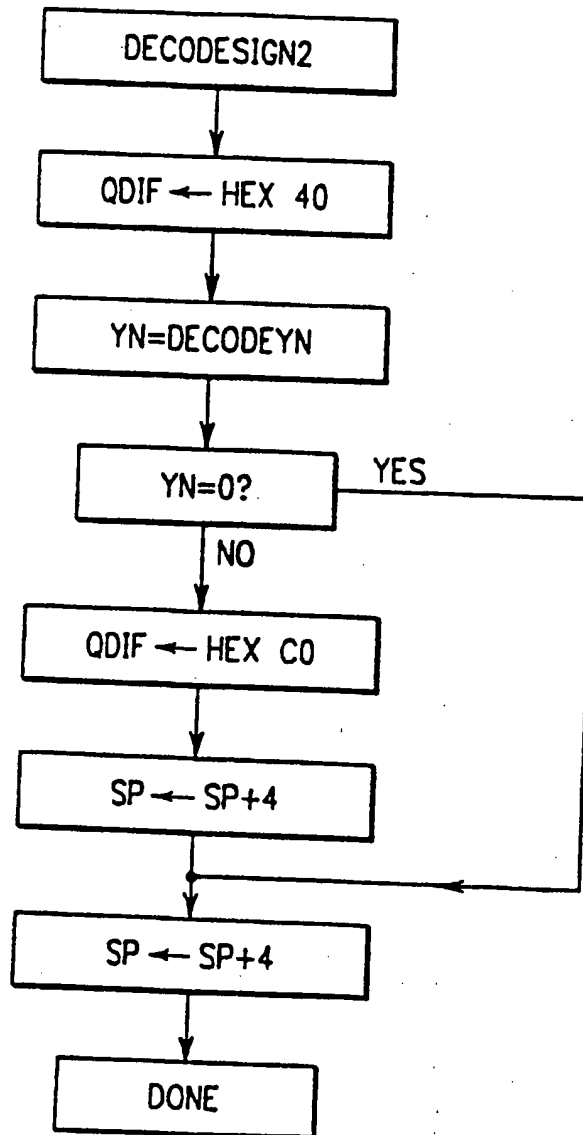 DECODESIGN2
QDIF ← HEX 40
YN=DECODEYN
YN=0?
YES
NO
QDIF ← HEX C0
SP ← SP+4
SP ← SP+4
DONE